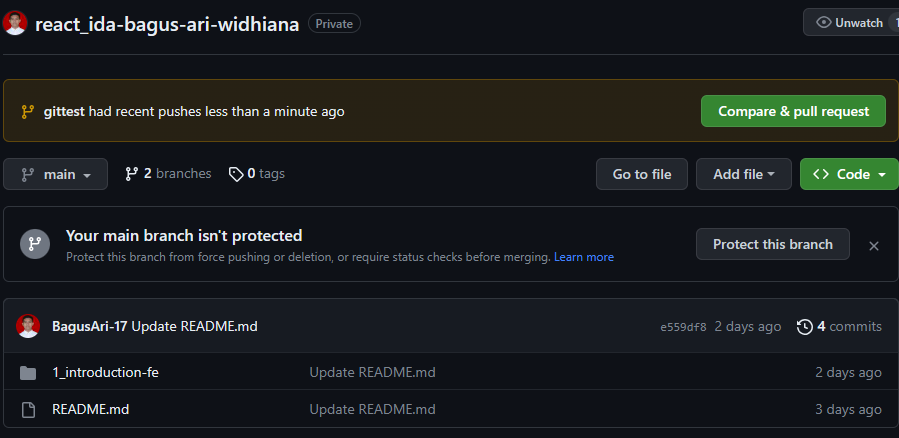 react_ida-bagus-ari-widhiana Private
Unwatch 1
gittest had recent pushes less than a minute ago
Compare & pull request
main 2 branches 0 tags Go to file Add file Code
Your main branch isn't protected
Protect this branch from force pushing or deletion, or require status checks before merging. Learn more
Protect this branch
BagusAri-17 Update README.md e559df8 2 days ago 4 commits
1_introduction-fe Update README.md 2 days ago
README.md Update README.md 3 days ago